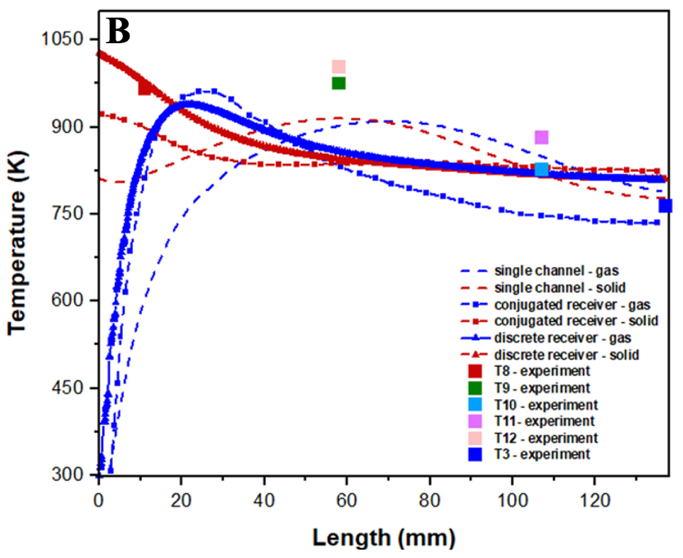 B
1050
900
750
600
450
300
Temperature (K)
single channel - gas
single channel - solid
conjugated receiver - gas
conjugated receiver - solid
discrete receiver - gas
discrete receiver - solid
T8 - experiment
T9 - experiment
T10 - experiment
T11- experiment
T12 - experiment
T3 - experiment
0 20 40 60 80 100 120
Length (mm)